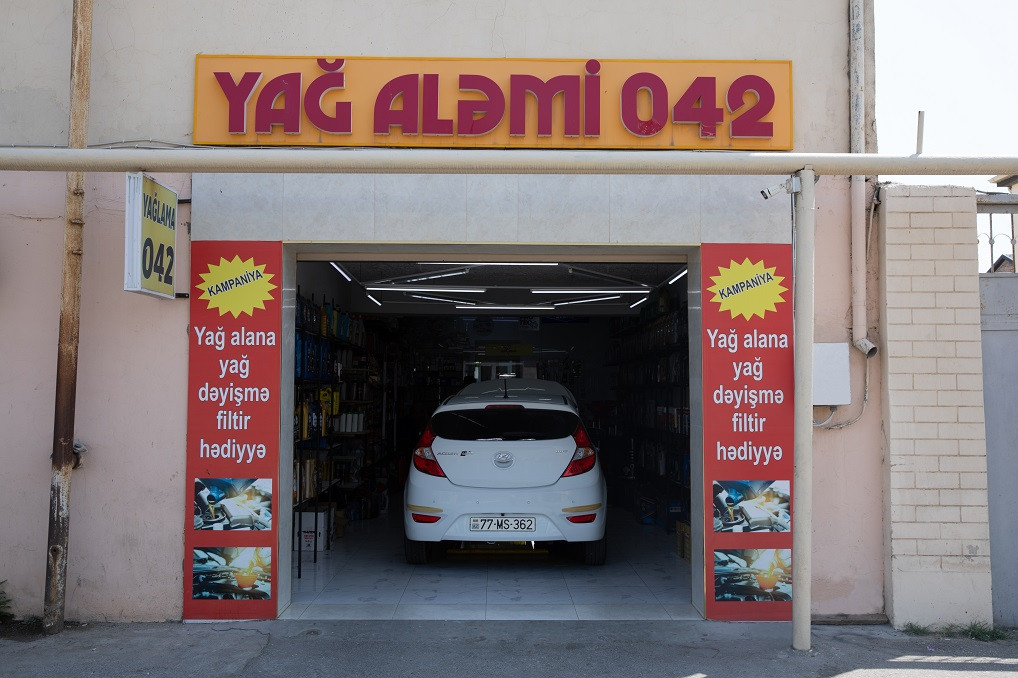 YAĞ ALƏMİ 042
YAĞLAMA
042
KAMPANİYA
Yağ alana
yağ
dəyişmə
filtir
hədiyyə
KAMPANİYA
Yağ alana
yağ
dəyişmə
filtir
hədiyyə
77-MS-362